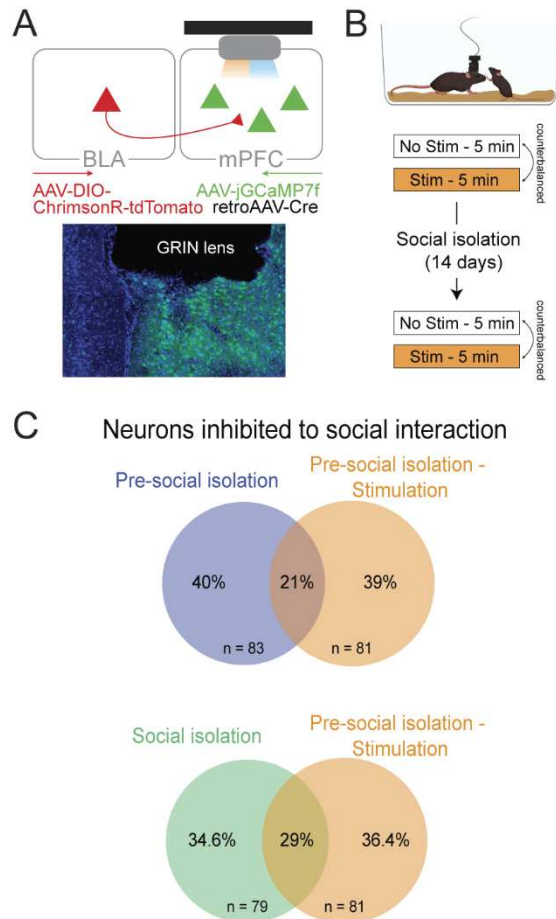 A
BLA
mPFC
AAV-DIO-
ChrimsonR-tdTomato
AAV-jGCaMP7f
retroAAV-Cre
GRIN lens
B
No Stim - 5 min
Stim - 5 min
counterbalanced
Social isolation
(14 days)
No Stim - 5 min
Stim - 5 min
counterbalanced
C
Neurons inhibited to social interaction
Pre-social isolation
Pre-social isolation -
Stimulation
40%
21%
39%
n = 83
n = 81
Social isolation
Pre-social isolation -
Stimulation
34.6%
29%
36.4%
n = 79
n = 81